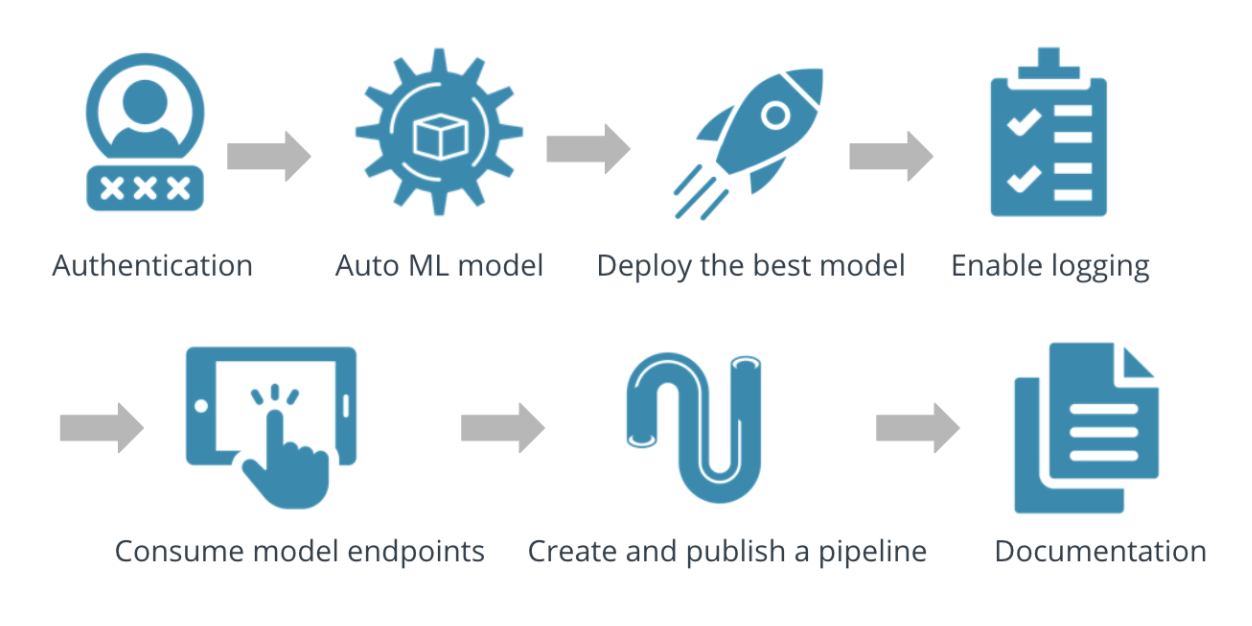 Authentication
Auto ML model
Deploy the best model
Enable logging
Consume model endpoints
Create and publish a pipeline
Documentation